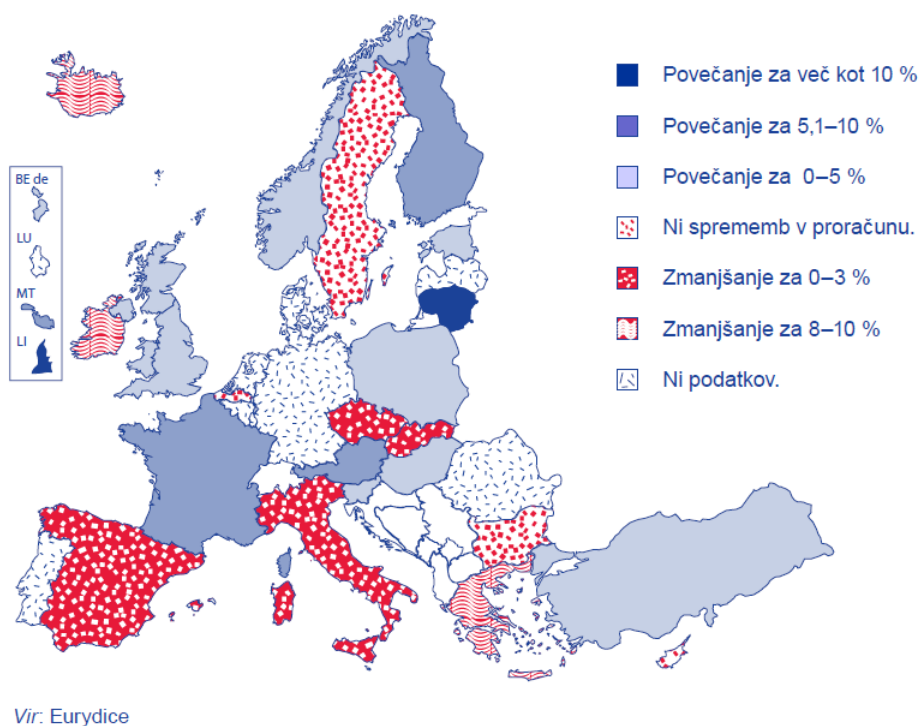 Povečanje za več kot 10 %
Povečanje za 5,1–10 %
Povečanje za 0–5 %
Ni sprememb v proračunu.
Zmanjšanje za 0–3 %
Zmanjšanje za 8–10 %
Ni podatkov.
BE de
LU
MT
LI
Vir: Eurydice